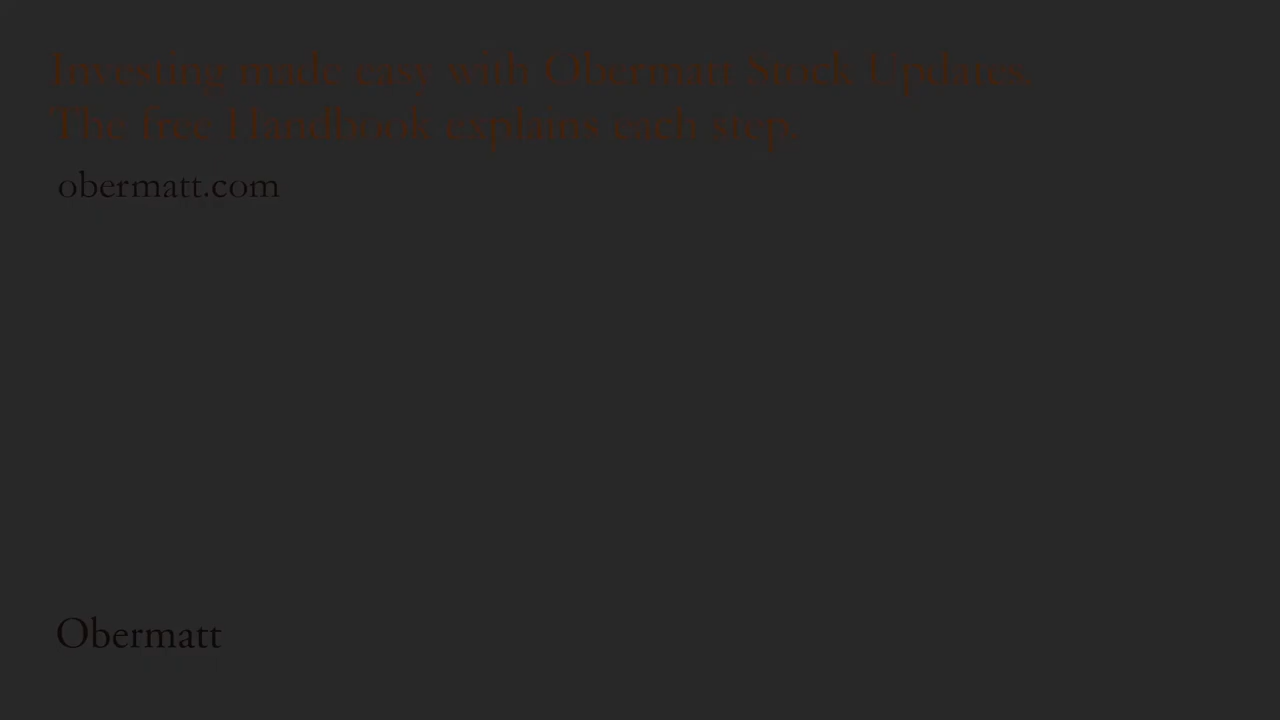 Investing made easy with Obermatt Stock Updates.
The free Handbook explains each step.
obermatt.com
Obermatt